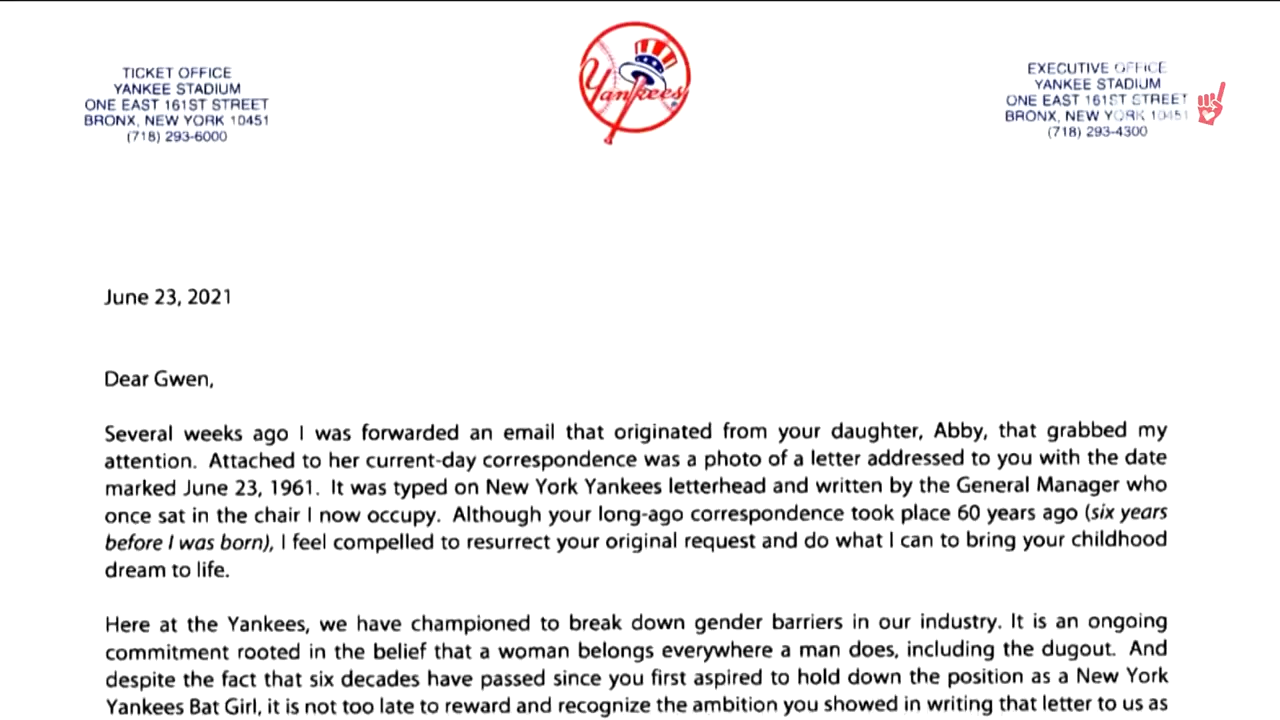 TICKET OFFICE
YANKEE STADIUM
ONE EAST 161ST STREET
BRONX, NEW YORK 10451
(718) 293-6000
Yankees
EXECUTIVE OFFICE
YANKEE STADIUM
ONE EAST 161ST STREET
BRONX, NEW YORK 10451
(718) 293-4300
June 23, 2021
Dear Gwen,
Several weeks ago I was forwarded an email that originated from your daughter, Abby, that grabbed my
attention. Attached to her current-day correspondence was a photo of a letter addressed to you with the date
marked June 23, 1961. It was typed on New York Yankees letterhead and written by the General Manager who
once sat in the chair I now occupy. Although your long-ago correspondence took place 60 years ago (six years
before I was born), I feel compelled to resurrect your original request and do what I can to bring your childhood
dream to life.
Here at the Yankees, we have championed to break down gender barriers in our industry. It is an ongoing
commitment rooted in the belief that a woman belongs everywhere a man does, including the dugout. And
despite the fact that six decades have passed since you first aspired to hold down the position as a New York
Yankees Bat Girl, it is not too late to reward and recognize the ambition you showed in writing that letter to us as